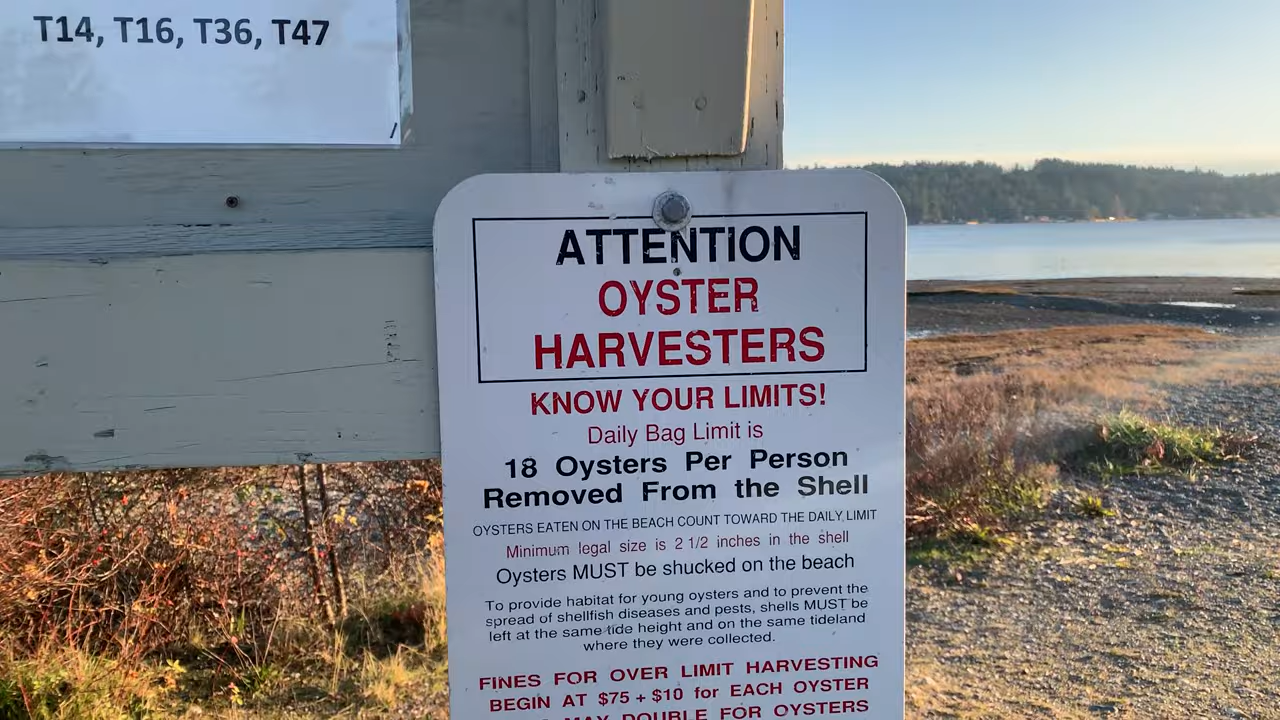 T14, T16, T36, T47
ATTENTION
OYSTER
HARVESTERS
KNOW YOUR LIMITS!
Daily Bag Limit is
18 Oysters Per Person
Removed From the Shell
OYSTERS EATEN ON THE BEACH COUNT TOWARD THE DAILY LIMIT
Minimum legal size is 2 1/2 inches in the shell
Oysters MUST be shucked on the beach
To provide habitat for young oysters and to prevent the
spread of shellfish diseases and pests, shells MUST be
left at the same tide height and on the same tideland
where they were collected.
FINES FOR OVER LIMIT HARVESTING
BEGIN AT $75 + $10 for EACH OYSTER
MAY DOUBLE FOR OYSTERS